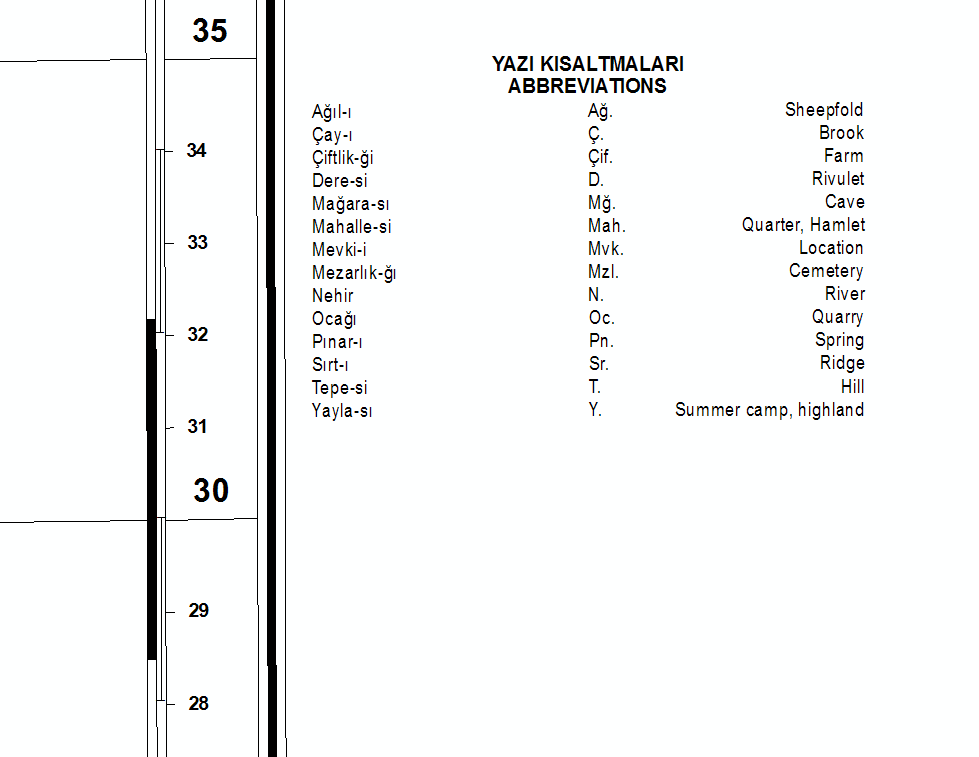 35
34
33
32
31
30
29
28
YAZI KISALTMALARI
ABBREVIATIONS
Ağıl-ı Ağ. Sheepfold
Çay-ı Ç. Brook
Çiftlik-ği Çif. Farm
Dere-si D. Rivulet
Mağara-sı Mğ. Cave
Mahalle-si Mah. Quarter, Hamlet
Mevki-i Mvk. Location
Mezarlık-ğı Mzl. Cemetery
Nehir N. River
Ocağı Oc. Quarry
Pınar-ı Pn. Spring
Sırt-ı Sr. Ridge
Tepe-si T. Hill
Yayla-sı Y. Summer camp, highland